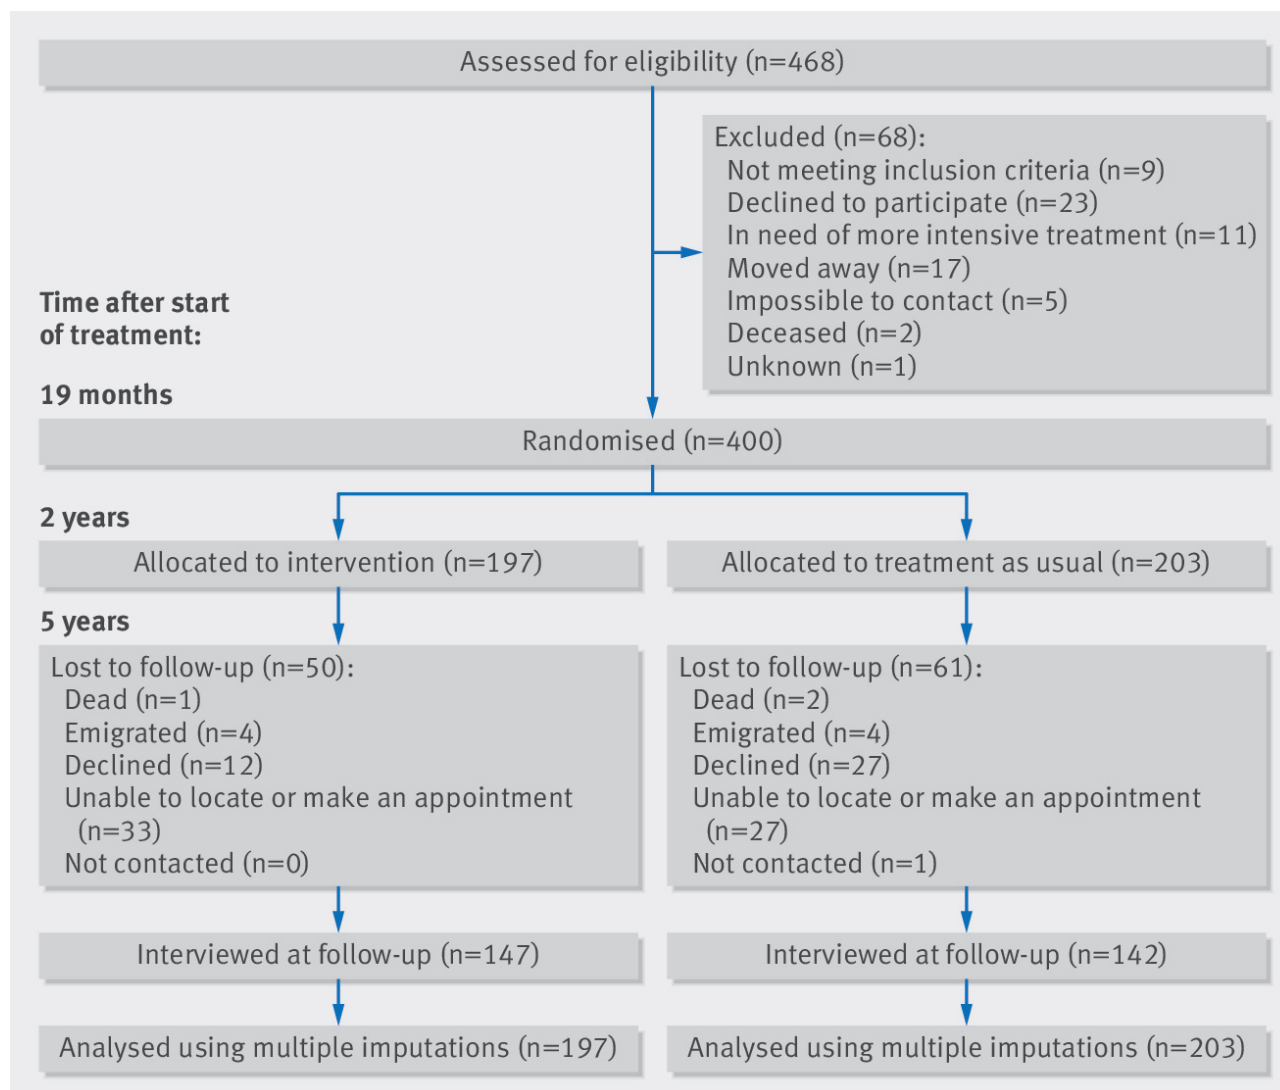 Assessed for eligibility (n=468)
Excluded (n=68):
Not meeting inclusion criteria (n=9)
Declined to participate (n=23)
In need of more intensive treatment (n=11)
Moved away (n=17)
Impossible to contact (n=5)
Deceased (n=2)
Unknown (n=1)
Time after start
of treatment:
19 months
Randomised (n=400)
2 years
Allocated to intervention (n=197)
Allocated to treatment as usual (n=203)
5 years
Lost to follow-up (n=50):
Dead (n=1)
Emigrated (n=4)
Declined (n=12)
Unable to locate or make an appointment
(n=33)
Not contacted (n=0)
Lost to follow-up (n=61):
Dead (n=2)
Emigrated (n=4)
Declined (n=27)
Unable to locate or make an appointment
(n=27)
Not contacted (n=1)
Interviewed at follow-up (n=147)
Interviewed at follow-up (n=142)
Analysed using multiple imputations (n=197)
Analysed using multiple imputations (n=203)